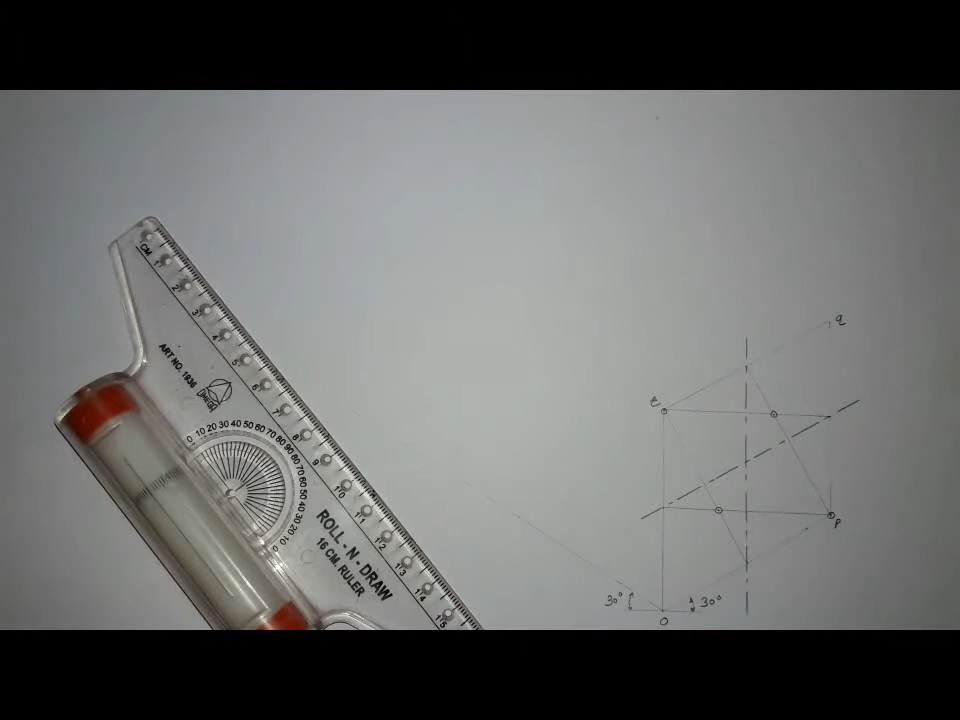 CM 1 2 3 4 5 6 7 8 9 10 11 12 13 14 15
ART NO. 1936
OMEGA
0 10 20 30 40 50 60 70 80 90 80 70 60 50 40 30 20 10 0
ROLL - N - DRAW
16 CM. RULER
q
R
P
30° 30°
O